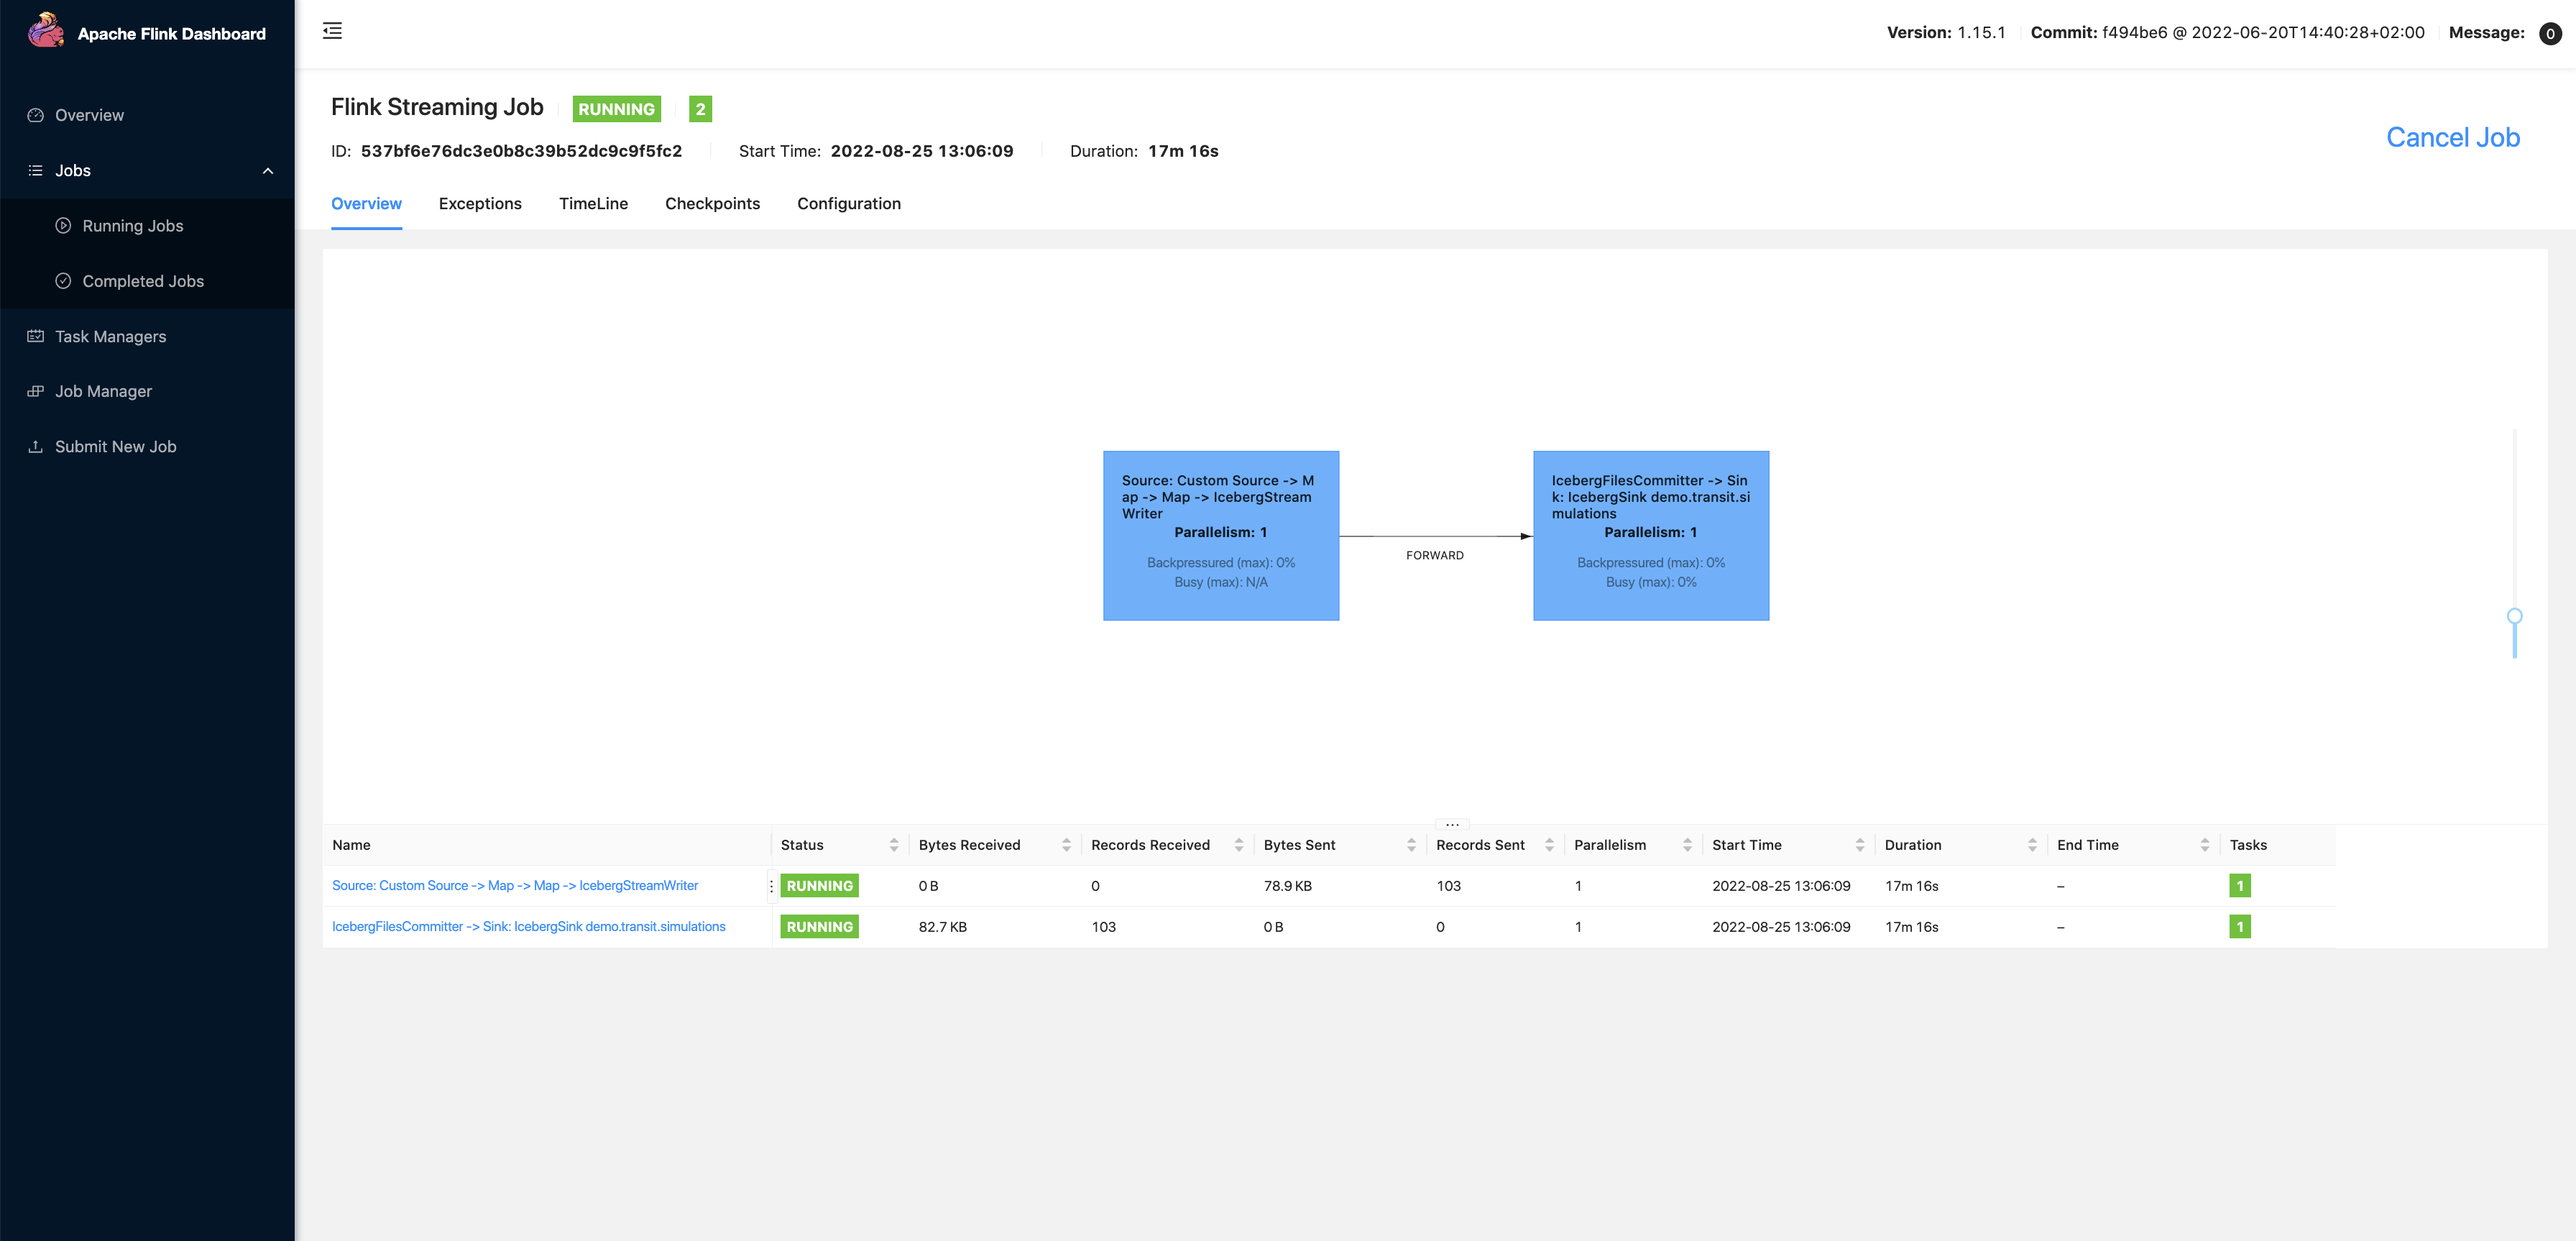 Apache Flink Dashboard
Version: 1.15.1 Commit: f494be6 @ 2022-06-20T14:40:28+02:00 Message: 0
Overview
Jobs
Running Jobs
Completed Jobs
Task Managers
Job Manager
Submit New Job
Flink Streaming Job RUNNING 2
ID: 537bf6e76dc3e0b8c39b52dc9c9f5fc2 Start Time: 2022-08-25 13:06:09 Duration: 17m 16s
Cancel Job
Overview Exceptions TimeLine Checkpoints Configuration
Source: Custom Source -> M
ap -> Map -> IcebergStream
Writer
Parallelism: 1
Backpressured (max): 0%
Busy (max): N/A
FORWARD
IcebergFilesCommitter -> Sin
k: IcebergSink demo.transit.si
mulations
Parallelism: 1
Backpressured (max): 0%
Busy (max): 0%
Name Status Bytes Received Records Received Bytes Sent Records Sent Parallelism Start Time Duration End Time Tasks
Source: Custom Source -> Map -> Map -> IcebergStreamWriter RUNNING 0 B 0 78.9 KB 103 1 2022-08-25 13:06:09 17m 16s – 1
IcebergFilesCommitter -> Sink: IcebergSink demo.transit.simulations RUNNING 82.7 KB 103 0 B 0 1 2022-08-25 13:06:09 17m 16s – 1